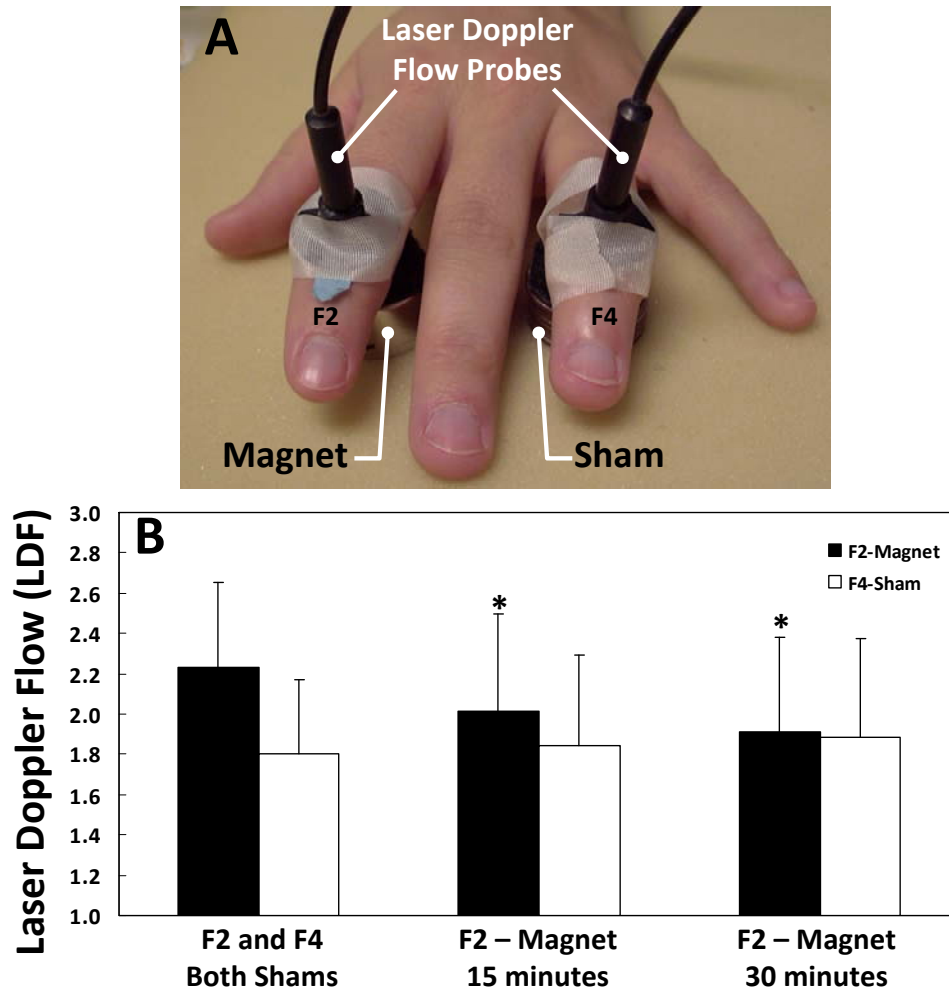 A
Laser Doppler
Flow Probes
F2
F4
Magnet
Sham
B
Laser Doppler Flow (LDF)
3.0
2.8
2.6
2.4
2.2
2.0
1.8
1.6
1.4
1.2
1.0
F2-Magnet
F4-Sham
*
*
F2 and F4
Both Shams
F2 – Magnet
15 minutes
F2 – Magnet
30 minutes